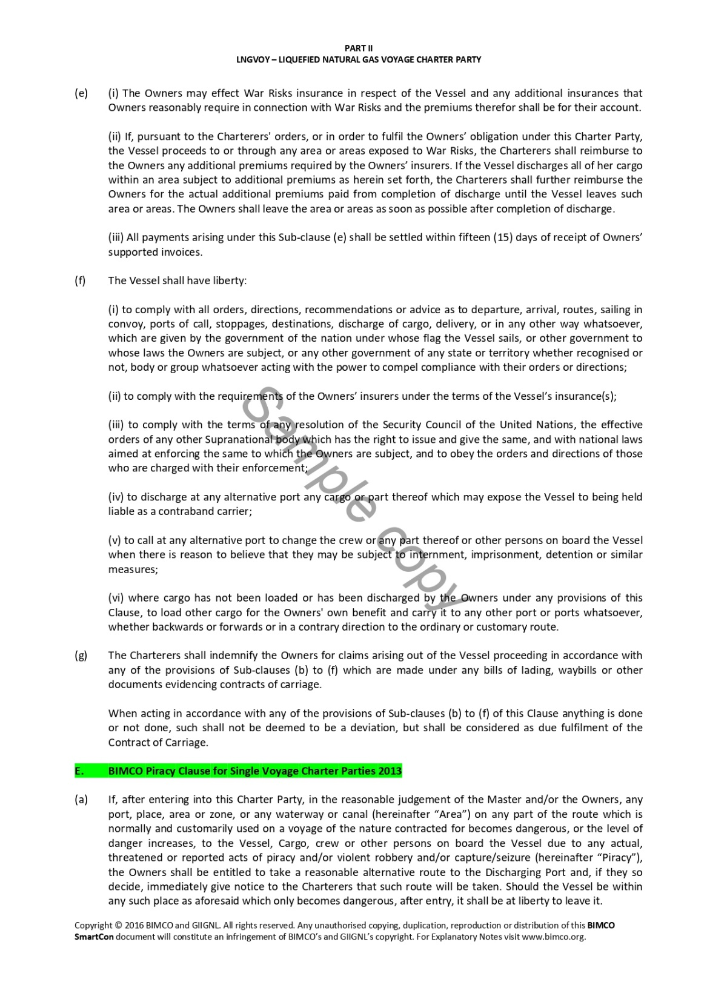 PART II
LNGVOY – LIQUEFIED NATURAL GAS VOYAGE CHARTER PARTY
(e) (i) The Owners may effect War Risks insurance in respect of the Vessel and any additional insurances that
Owners reasonably require in connection with War Risks and the premiums therefor shall be for their account.
(ii) If, pursuant to the Charterers' orders, or in order to fulfil the Owners’ obligation under this Charter Party,
the Vessel proceeds to or through any area or areas exposed to War Risks, the Charterers shall reimburse to
the Owners any additional premiums required by the Owners’ insurers. If the Vessel discharges all of her cargo
within an area subject to additional premiums as herein set forth, the Charterers shall further reimburse the
Owners for the actual additional premiums paid from completion of discharge until the Vessel leaves such
area or areas. The Owners shall leave the area or areas as soon as possible after completion of discharge.
(iii) All payments arising under this Sub-clause (e) shall be settled within fifteen (15) days of receipt of Owners’
supported invoices.
(f) The Vessel shall have liberty:
(i) to comply with all orders, directions, recommendations or advice as to departure, arrival, routes, sailing in
convoy, ports of call, stoppages, destinations, discharge of cargo, delivery, or in any other way whatsoever,
which are given by the government of the nation under whose flag the Vessel sails, or other government to
whose laws the Owners are subject, or any other government of any state or territory whether recognised or
not, body or group whatsoever acting with the power to compel compliance with their orders or directions;
(ii) to comply with the requirements of the Owners’ insurers under the terms of the Vessel’s insurance(s);
(iii) to comply with the terms of any resolution of the Security Council of the United Nations, the effective
orders of any other Supranational body which has the right to issue and give the same, and with national laws
aimed at enforcing the same to which the Owners are subject, and to obey the orders and directions of those
who are charged with their enforcement;
(iv) to discharge at any alternative port any cargo or part thereof which may expose the Vessel to being held
liable as a contraband carrier;
(v) to call at any alternative port to change the crew or any part thereof or other persons on board the Vessel
when there is reason to believe that they may be subject to internment, imprisonment, detention or similar
measures;
(vi) where cargo has not been loaded or has been discharged by the Owners under any provisions of this
Clause, to load other cargo for the Owners' own benefit and carry it to any other port or ports whatsoever,
whether backwards or forwards or in a contrary direction to the ordinary or customary route.
(g) The Charterers shall indemnify the Owners for claims arising out of the Vessel proceeding in accordance with
any of the provisions of Sub-clauses (b) to (f) which are made under any bills of lading, waybills or other
documents evidencing contracts of carriage.
When acting in accordance with any of the provisions of Sub-clauses (b) to (f) of this Clause anything is done
or not done, such shall not be deemed to be a deviation, but shall be considered as due fulfilment of the
Contract of Carriage.
E. BIMCO Piracy Clause for Single Voyage Charter Parties 2013
(a) If, after entering into this Charter Party, in the reasonable judgement of the Master and/or the Owners, any
port, place, area or zone, or any waterway or canal (hereinafter “Area”) on any part of the route which is
normally and customarily used on a voyage of the nature contracted for becomes dangerous, or the level of
danger increases, to the Vessel, Cargo, crew or other persons on board the Vessel due to any actual,
threatened or reported acts of piracy and/or violent robbery and/or capture/seizure (hereinafter “Piracy”),
the Owners shall be entitled to take a reasonable alternative route to the Discharging Port and, if they so
decide, immediately give notice to the Charterers that such route will be taken. Should the Vessel be within
any such place as aforesaid which only becomes dangerous, after entry, it shall be at liberty to leave it.
Copyright © 2016 BIMCO and GIIGNL. All rights reserved. Any unauthorised copying, duplication, reproduction or distribution of this BIMCO
SmartCon document will constitute an infringement of BIMCO’s and GIIGNL’s copyright. For Explanatory Notes visit www.bimco.org.
Sample copy